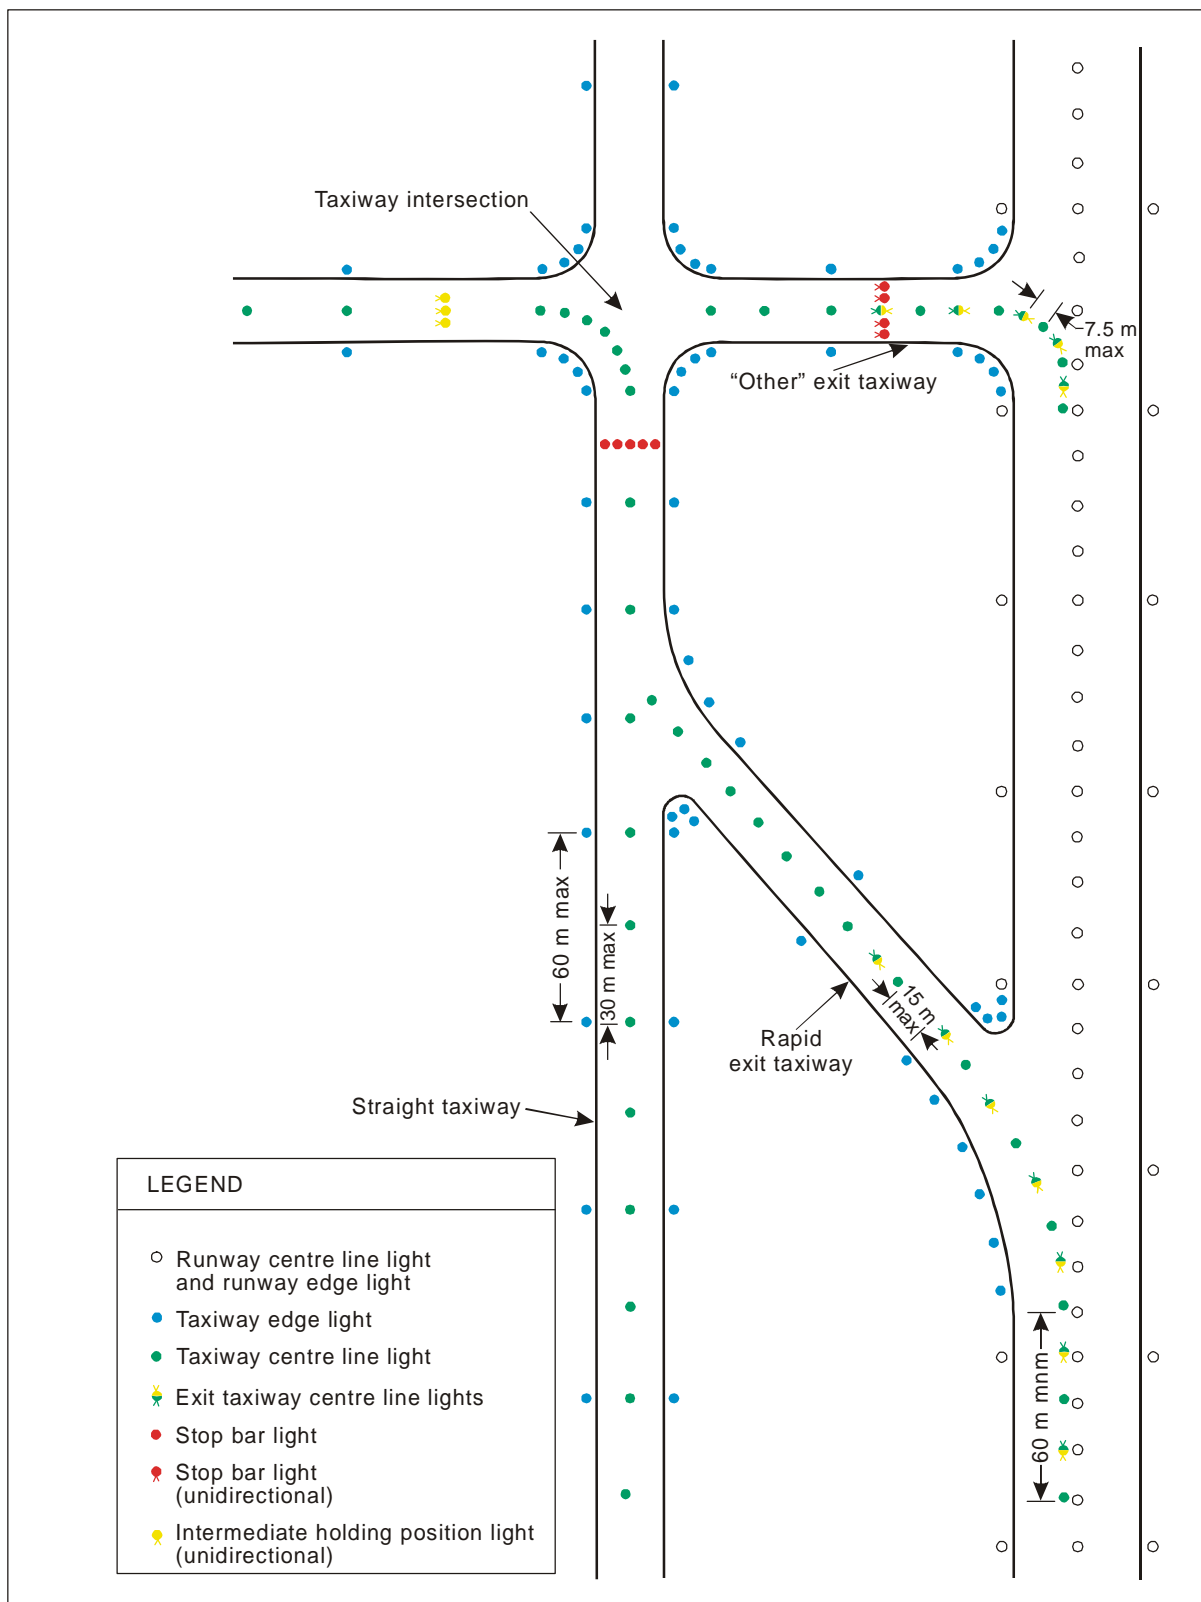 Taxiway intersection
7.5 m
max
“Other” exit taxiway
60 m max
30 m max
15 m
max
Rapid
exit taxiway
Straight taxiway
LEGEND
Runway centre line light
and runway edge light
Taxiway edge light
Taxiway centre line light
Exit taxiway centre line lights
Stop bar light
Stop bar light
(unidirectional)
Intermediate holding position light
(unidirectional)
60 m mnm